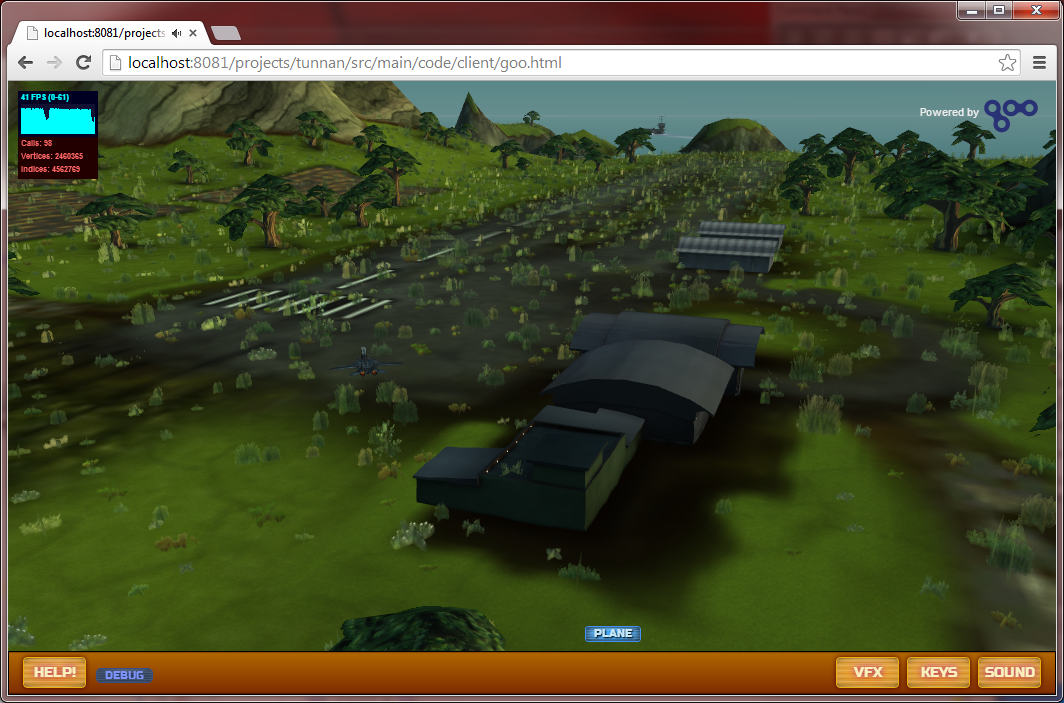 localhost:8081/projects
localhost:8081/projects/tunnan/src/main/code/client/goo.html
41 FPS (0-61)
Calls: 98
Vertices: 2460365
Indices: 4562769
Powered by goo
PLANE
HELP!
DEBUG
VFX
KEYS
SOUND